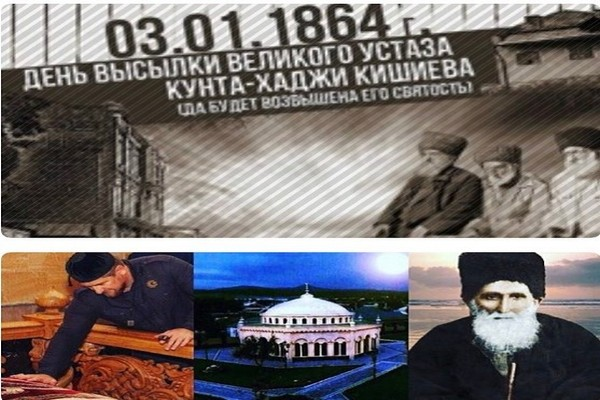 03.01.1864 г.
ДЕНЬ ВЫСЫЛКИ ВЕЛИКОГО УСТАЗА
КУНТА-ХАДЖИ КИШИЕВА
(ДА БУДЕТ ВОЗВЫШЕНА ЕГО СВЯТОСТЬ)